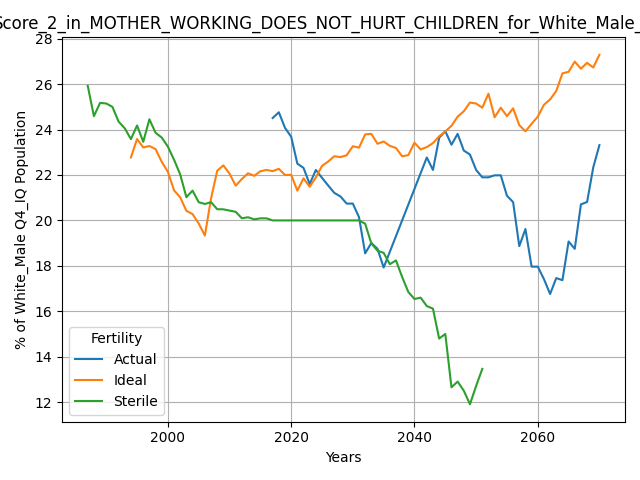 Score_2_in_MOTHER_WORKING_DOES_NOT_HURT_CHILDREN_for_White_Male_
% of White_Male Q4_IQ Population
28
26
24
22
20
18
16
14
12
Fertility
Actual
Ideal
Sterile
2000
2020
2040
2060
Years